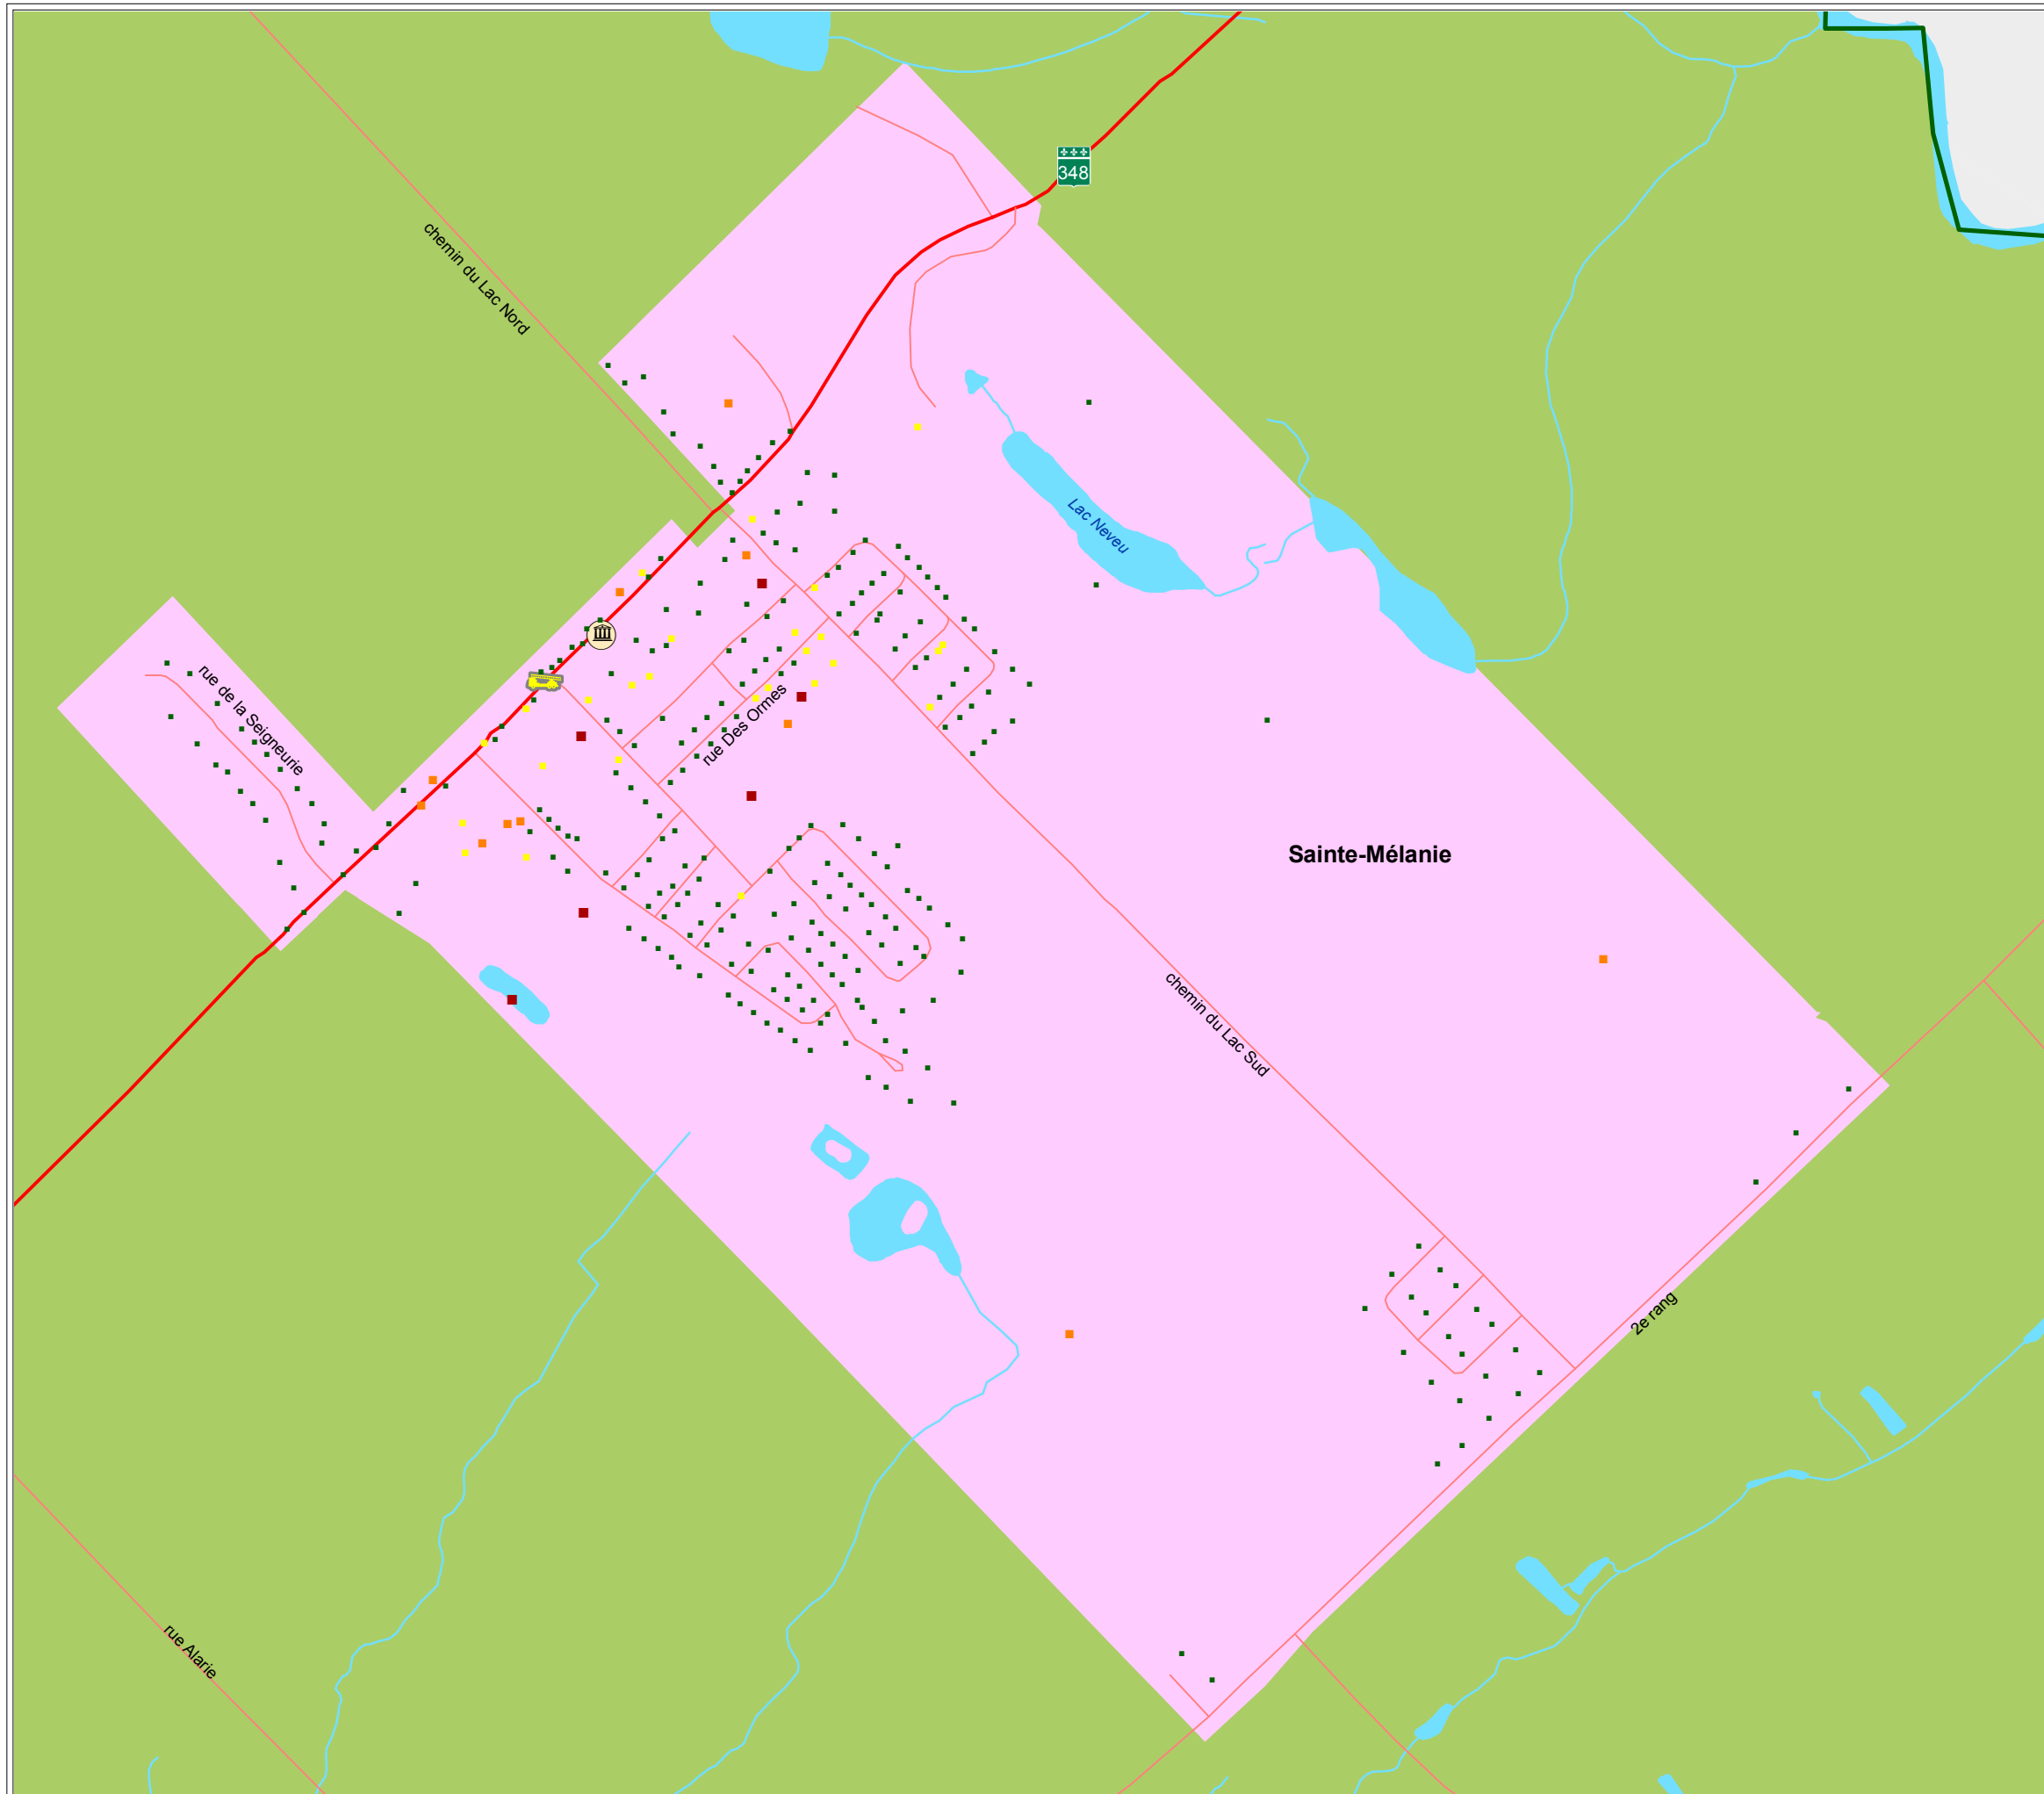 348
chemin du Lac Nord
Lac Neveu
rue de la Seigneurie
rue Des Ormes
Sainte-Mélanie
chemin du Lac Sud
2e rang
rue Alarie